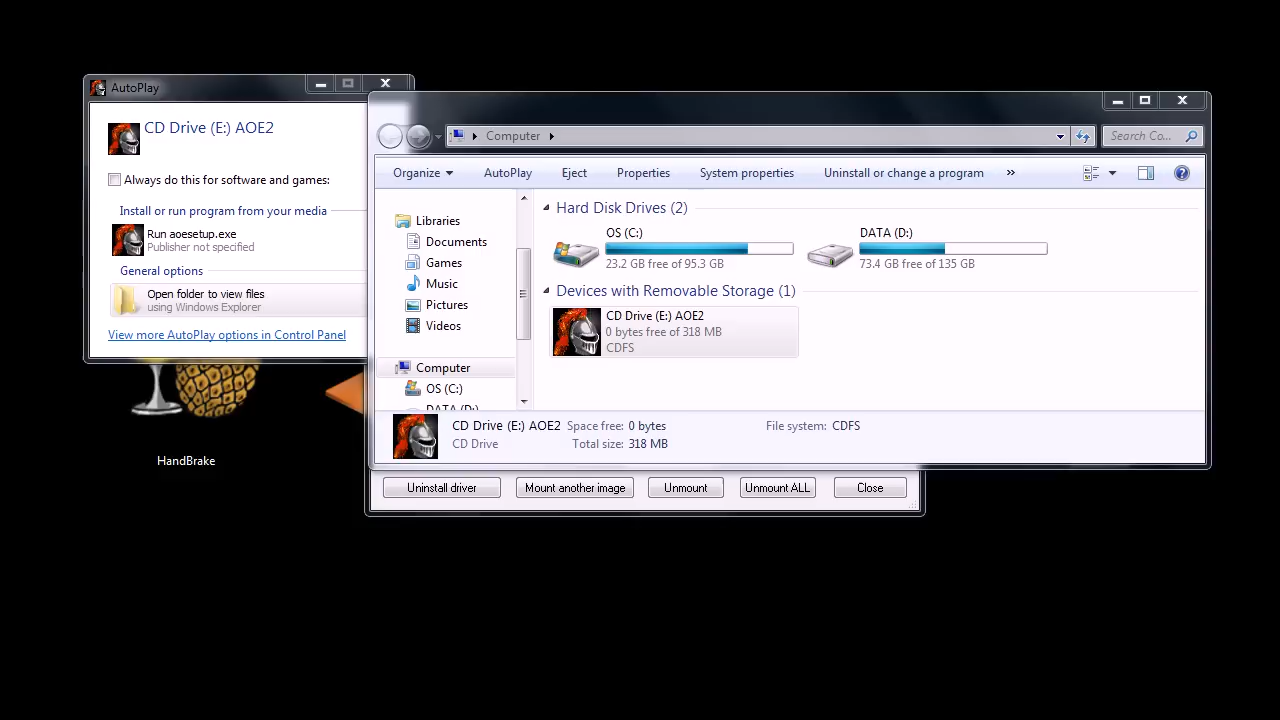 AutoPlay
CD Drive (E:) AOE2
Always do this for software and games:
Install or run program from your media
Run aoesetup.exe
Publisher not specified
General options
Open folder to view files
using Windows Explorer
View more AutoPlay options in Control Panel
HandBrake
Computer
Search Co...
Organize AutoPlay Eject Properties System properties Uninstall or change a program »
Libraries
Documents
Games
Music
Pictures
Videos
Computer
OS (C:)
DATA (D:)
Hard Disk Drives (2)
OS (C:)
23.2 GB free of 95.3 GB
DATA (D:)
73.4 GB free of 135 GB
Devices with Removable Storage (1)
CD Drive (E:) AOE2
0 bytes free of 318 MB
CDFS
CD Drive (E:) AOE2 Space free: 0 bytes File system: CDFS
CD Drive Total size: 318 MB
Uninstall driver Mount another image Unmount Unmount ALL Close